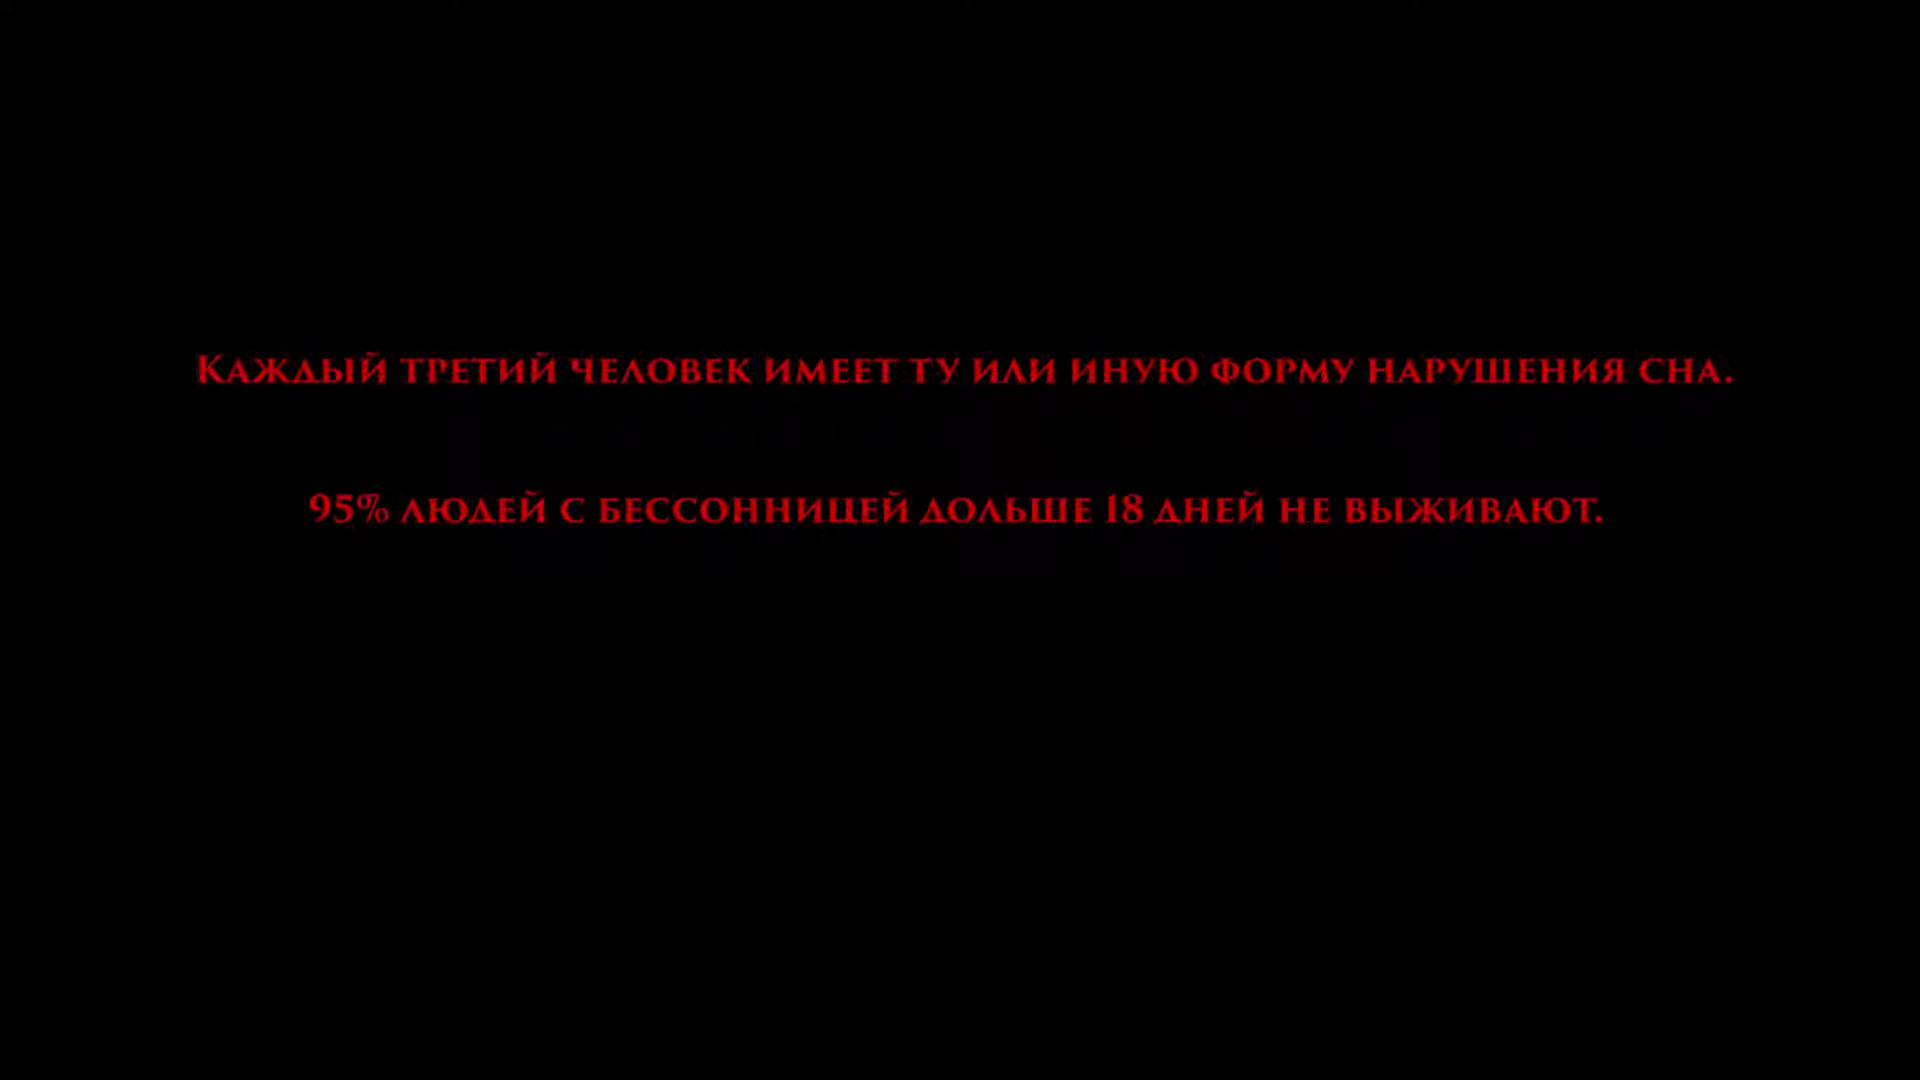 Каждый третий человек имеет ту или иную форму нарушения сна.
95% людей с бессонницей дольше 18 дней не выживают.